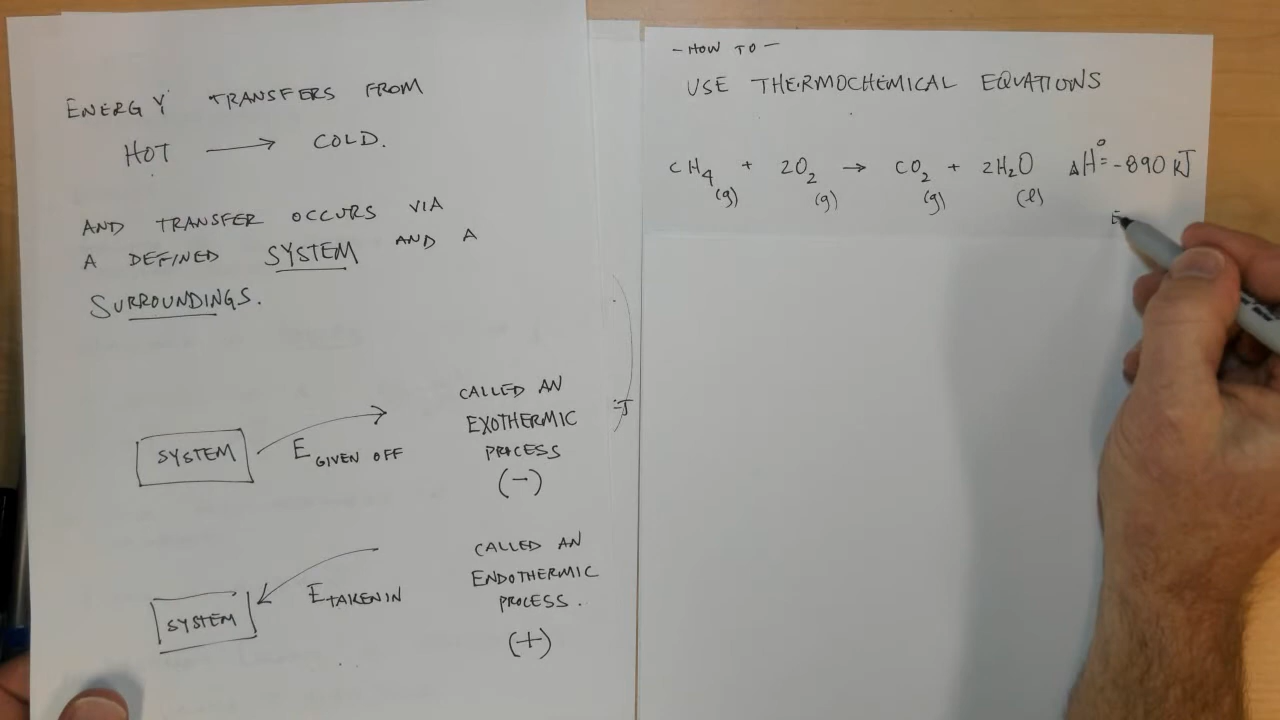 ENERGY TRANSFERS FROM
HOT → COLD.
AND TRANSFER OCCURS VIA
A DEFINED SYSTEM AND A
SURROUNDINGS.
SYSTEM
E GIVEN OFF
CALLED AN
EXOTHERMIC
PROCESS
(-)
SYSTEM
E TAKEN IN
CALLED AN
ENDOTHERMIC
PROCESS.
(+)
- HOW TO -
USE THERMOCHEMICAL EQUATIONS
CH₄ (g) + 2O₂ (g) → CO₂ (g) + 2H₂O (l) ΔH° = -890 kJ
E